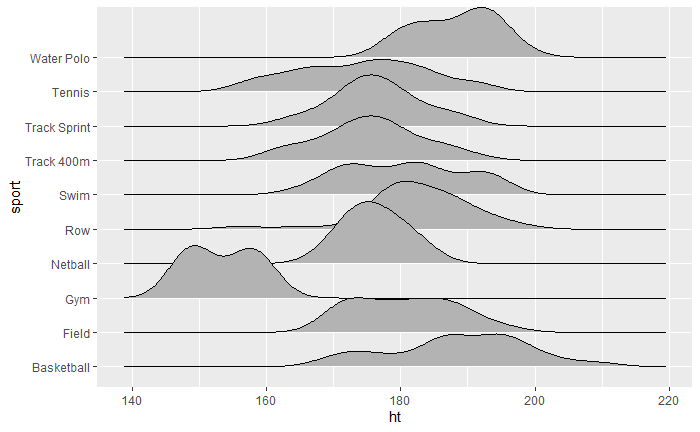 Water Polo
Tennis
Track Sprint
Track 400m
Swim
Row
Netball
Gym
Field
Basketball
sport
140 160 180 200 220
ht